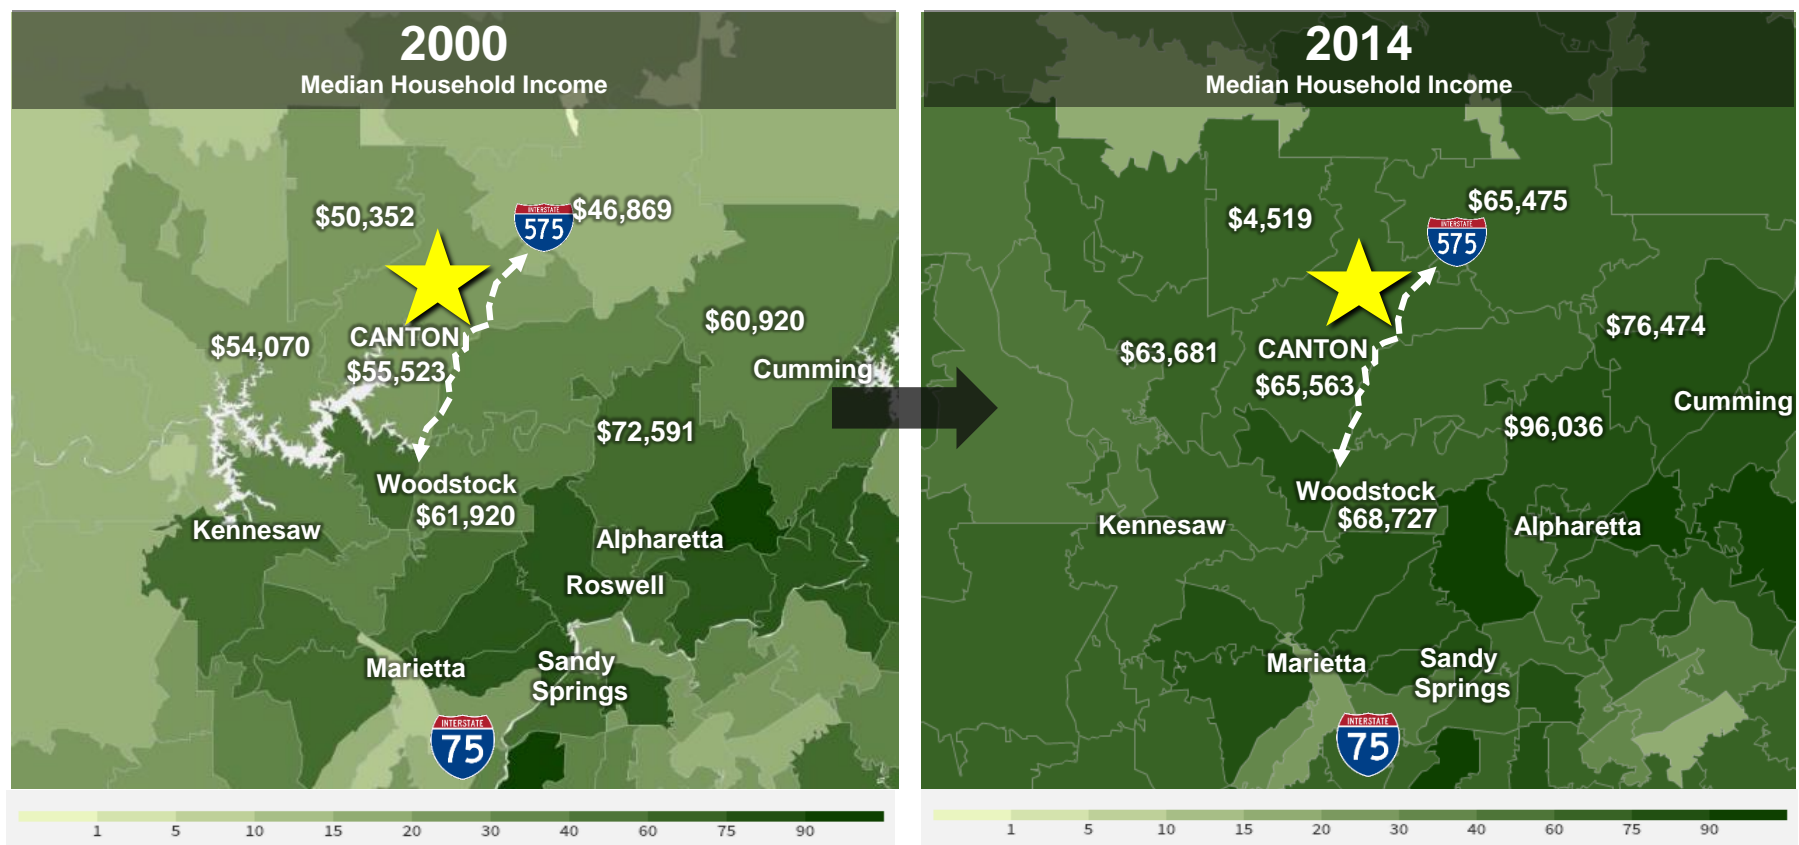 2000
Median Household Income
$50,352
INTERSTATE
575
$46,869
$60,920
CANTON
$54,070
$55,523
Cumming
$72,591
Woodstock
$61,920
Kennesaw
Alpharetta
Roswell
Marietta
Sandy
Springs
INTERSTATE
75
1 5 10 15 20 30 40 60 75 90
2014
Median Household Income
$4,519
$65,475
INTERSTATE
575
$76,474
$63,681
CANTON
$65,563
Cumming
$96,036
Woodstock
$68,727
Kennesaw
Alpharetta
Marietta
Sandy
Springs
INTERSTATE
75
1 5 10 15 20 30 40 60 75 90